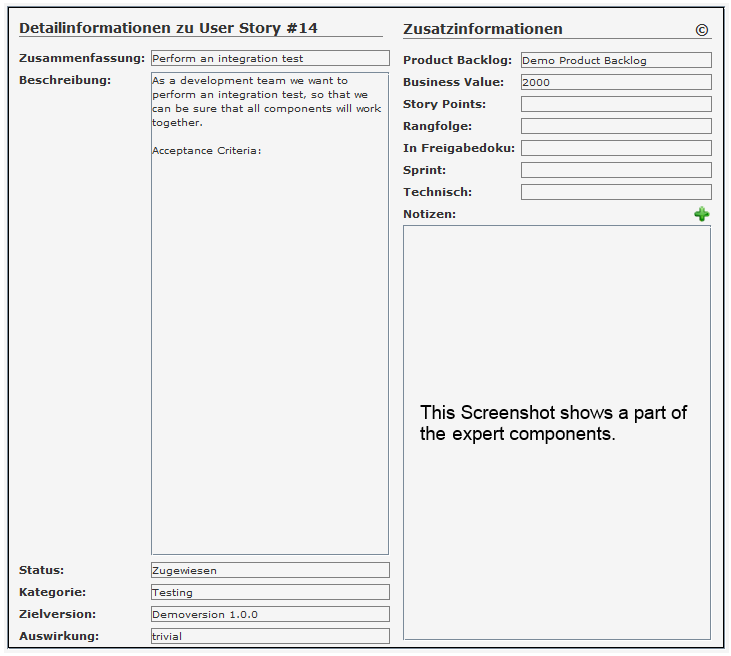 Detailinformationen zu User Story #14
Zusammenfassung: Perform an integration test
Beschreibung: As a development team we want to
perform an integration test, so that we
can be sure that all components will work
together.
Acceptance Criteria:
Status: Zugewiesen
Kategorie: Testing
Zielversion: Demoversion 1.0.0
Auswirkung: trivial
Zusatzinformationen ©
Product Backlog: Demo Product Backlog
Business Value: 2000
Story Points:
Rangfolge:
In Freigabedoku:
Sprint:
Technisch:
Notizen:
This Screenshot shows a part of
the expert components.